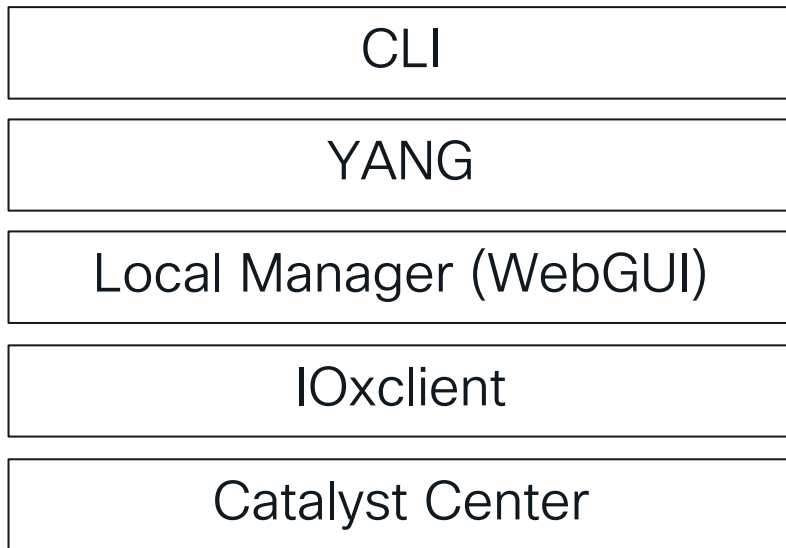 CLI
YANG
Local Manager (WebGUI)
IOxclient
Catalyst Center